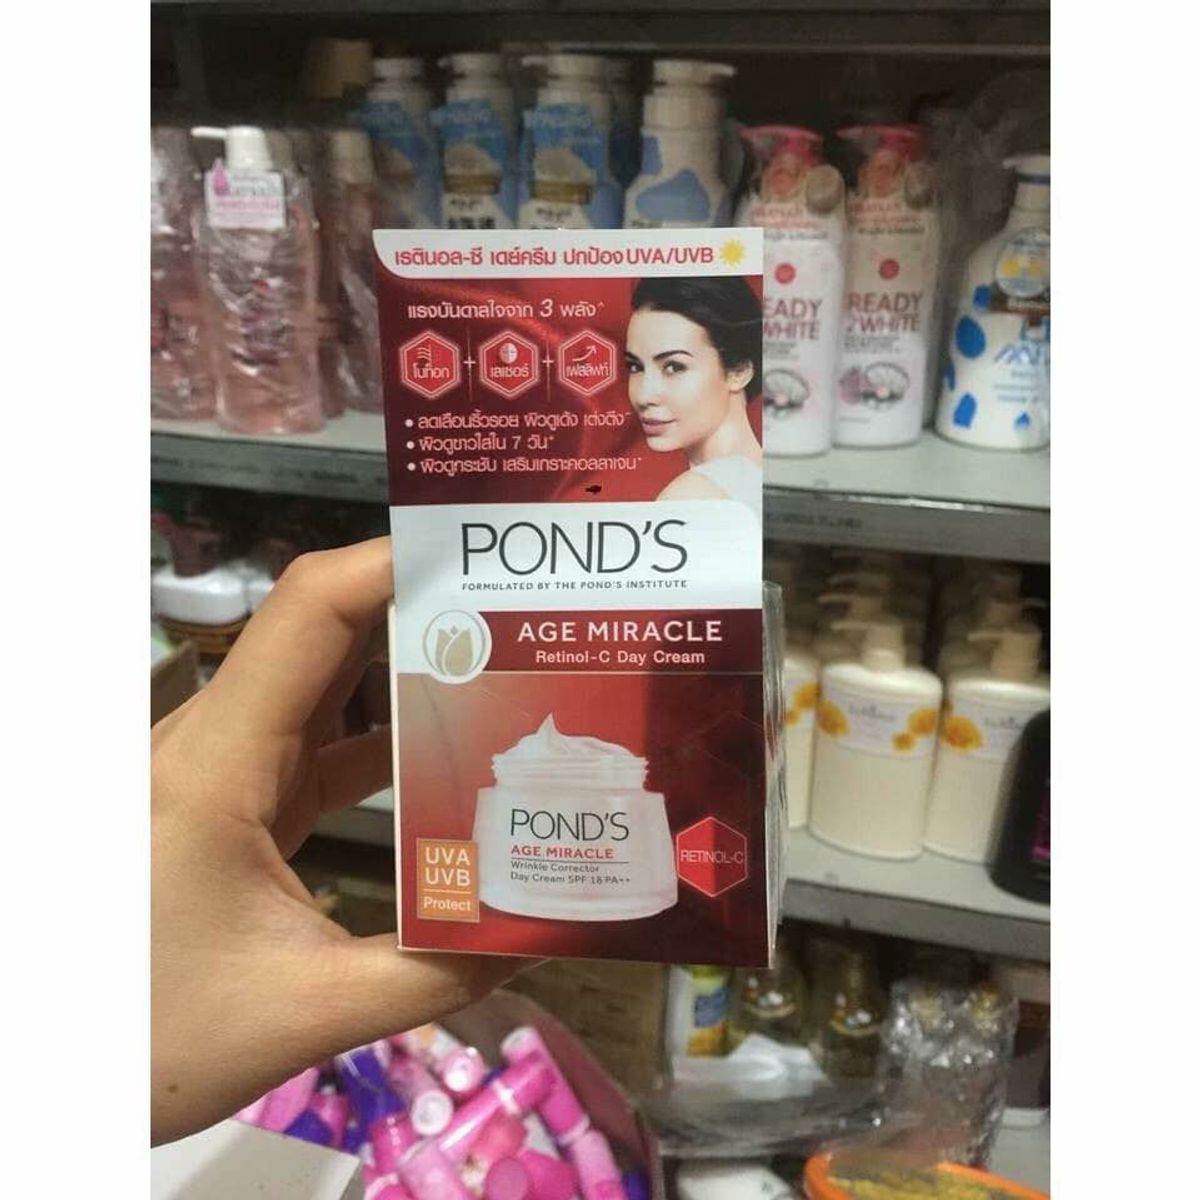 เรตินอล-ซี เดย์ครีม ปกป้อง UVA/UVB
แรงบันดาลใจจาก 3 พลัง^
โบท็อก + เลเซอร์ + เฟสลิฟท์
• ลดเลือนริ้วรอย ผิวดูเด้ง เต่งตึง~
• ผิวดูขาวใสใน 7 วัน*
• ผิวดูกระชับ เสริมเกราะคอลลาเจน*
POND'S
FORMULATED BY THE POND'S INSTITUTE
AGE MIRACLE
Retinol-C Day Cream
POND'S
AGE MIRACLE
Wrinkle Corrector
Day Cream SPF 18 PA++
UVA
UVB
Protect
RETINOL-C
READY
2WHITE
READY
2WHITE